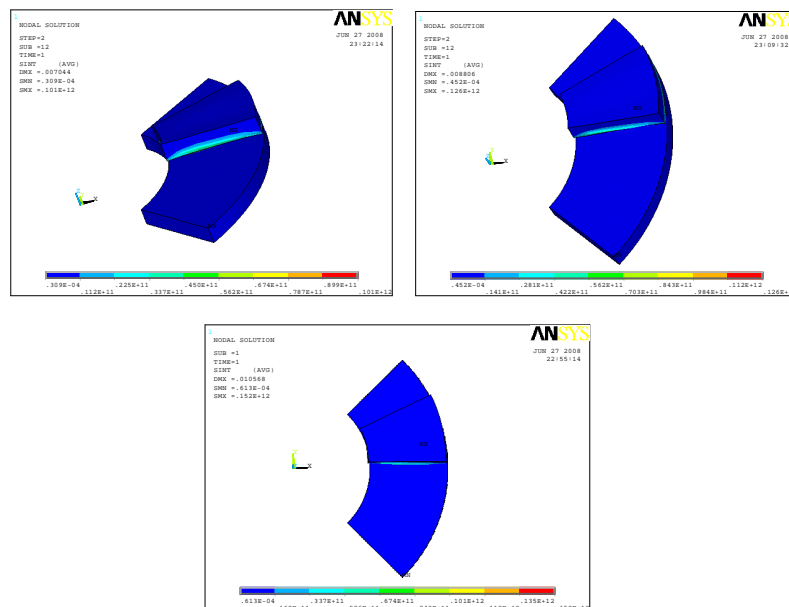 1
NODAL SOLUTION
STEP=2
SUB =12
TIME=1
SINT (AVG)
DMX =.007044
SMN =.309E-04
SMX =.101E+12
ANSYS
JUN 27 2008
23:22:14
Z
X
.309E-04 .225E+11 .450E+11 .674E+11 .899E+11
.112E+11 .337E+11 .562E+11 .787E+11 .101E+12
1
NODAL SOLUTION
STEP=2
SUB =12
TIME=1
SINT (AVG)
DMX =.008806
SMN =.452E-04
SMX =.126E+12
ANSYS
JUN 27 2008
23:09:32
Y
X
.452E-04 .281E+11 .562E+11 .843E+11 .112E+12
.141E+11 .422E+11 .703E+11 .984E+11 .126E+
1
NODAL SOLUTION
SUB =1
TIME=1
SINT (AVG)
DMX =.010568
SMN =.613E-04
SMX =.152E+12
ANSYS
JUN 27 2008
22:55:14
Y
X
.613E-04 .337E+11 .674E+11 .101E+12 .135E+12